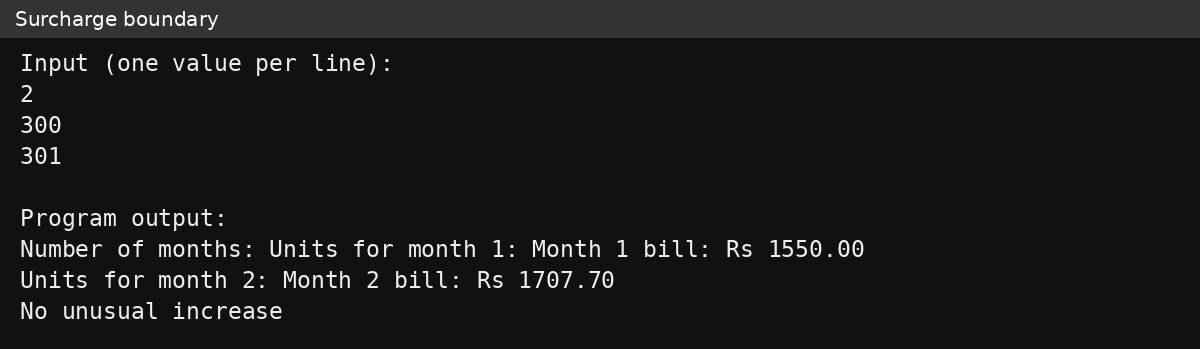 Surcharge boundary
Input (one value per line):
2
300
301
Program output:
Number of months: Units for month 1: Month 1 bill: Rs 1550.00
Units for month 2: Month 2 bill: Rs 1707.70
No unusual increase